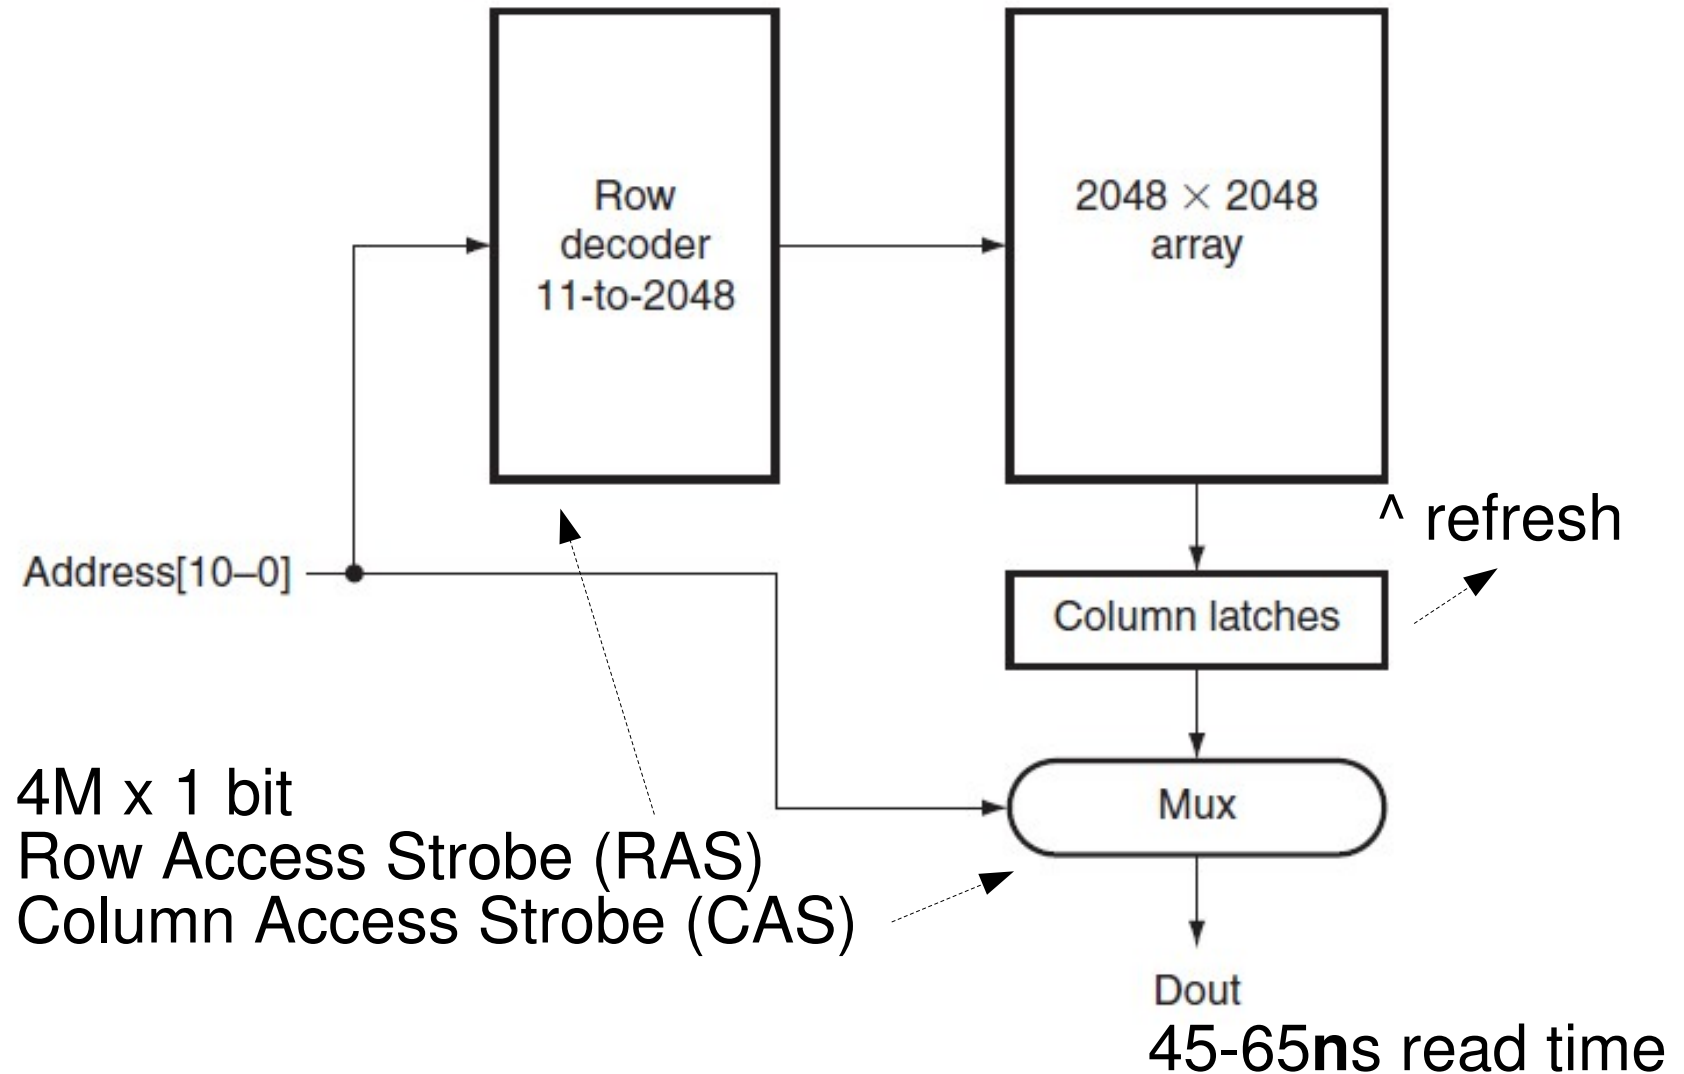 Row
decoder
11-to-2048
2048 × 2048
array
^ refresh
Address[10–0]
Column latches
4M x 1 bit
Row Access Strobe (RAS)
Column Access Strobe (CAS)
Mux
Dout
45-65ns read time